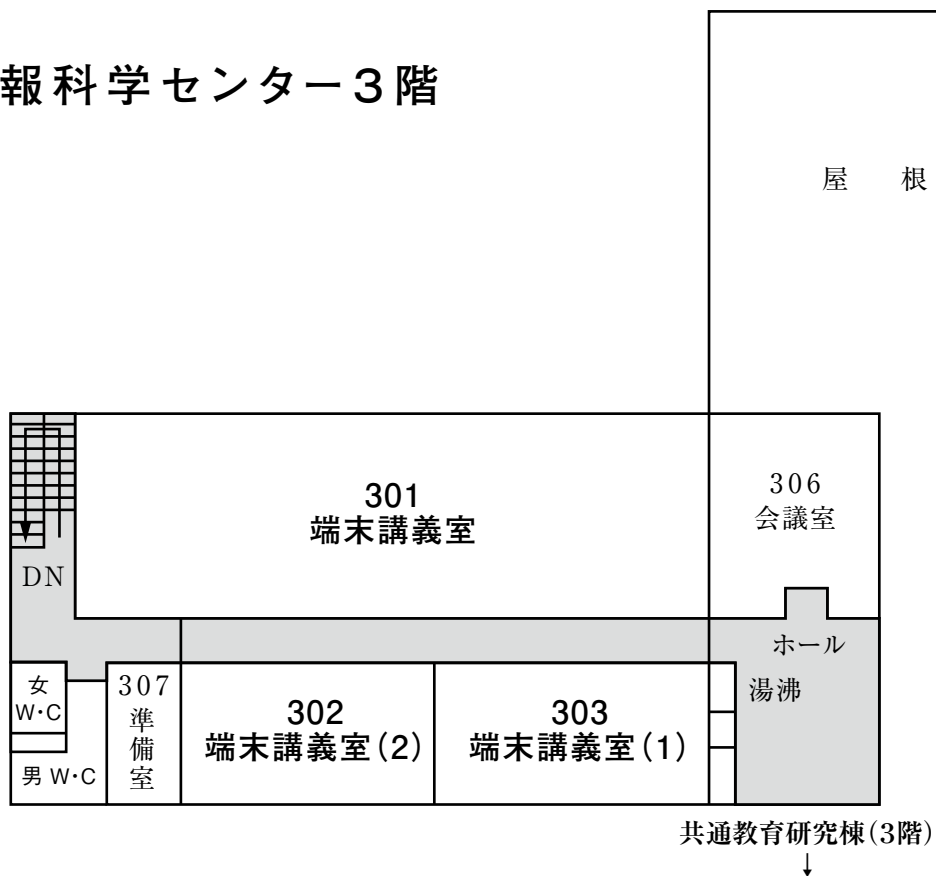 報科学センター3階
屋 根
301
端末講義室
306
会議室
DN
ホール
湯沸
女
W・C
男 W・C
307
準備室
302
端末講義室(2)
303
端末講義室(1)
共通教育研究棟(3階)
↓